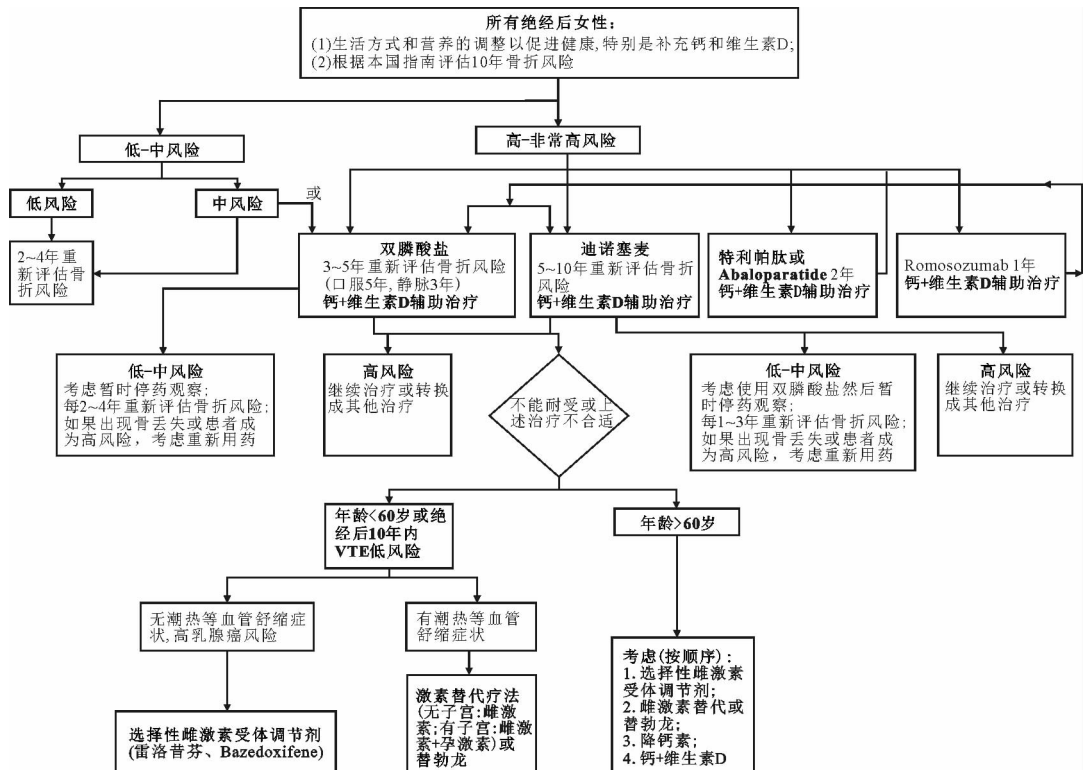 所有绝经后女性：
(1)生活方式和营养的调整以促进健康,特别是补充钙和维生素D;
(2)根据本国指南评估10年骨折风险
低-中风险
高-非常高风险
低风险
中风险
或
2~4年重
新评估骨
折风险
双膦酸盐
3~5年重新评估骨折风险
(口服5年,静脉3年)
钙+维生素D辅助治疗
迪诺塞麦
5~10年重新评估骨折
风险
钙+维生素D辅助治疗
特利帕肽或
Abaloparatide 2年
钙+维生素D辅助治疗
Romosozumab 1年
钙+维生素D辅助治疗
低-中风险
考虑暂时停药观察;
每2~4年重新评估骨折风险;
如果出现骨丢失或患者成
为高风险，考虑重新用药
高风险
继续治疗或转换
成其他治疗
不能耐受或上
述治疗不合适
低-中风险
考虑使用双膦酸盐然后暂
时停药观察;
每1~3年重新评估骨折风险;
如果出现骨丢失或患者成
为高风险，考虑重新用药
高风险
继续治疗或转换
成其他治疗
年龄<60岁或绝
经后10年内
VTE低风险
年龄>60岁
无潮热等血管舒缩症
状,高乳腺癌风险
有潮热等血管
舒缩症状
选择性雌激素受体调节剂
(雷洛昔芬、Bazedoxifene)
激素替代疗法
(无子宫:雌激
素;有子宫:雌激
素+孕激素)或
替勃龙
考虑(按顺序)：
1.选择性雌激素
受体调节剂;
2.雌激素替代或
替勃龙;
3.降钙素;
4.钙+维生素D